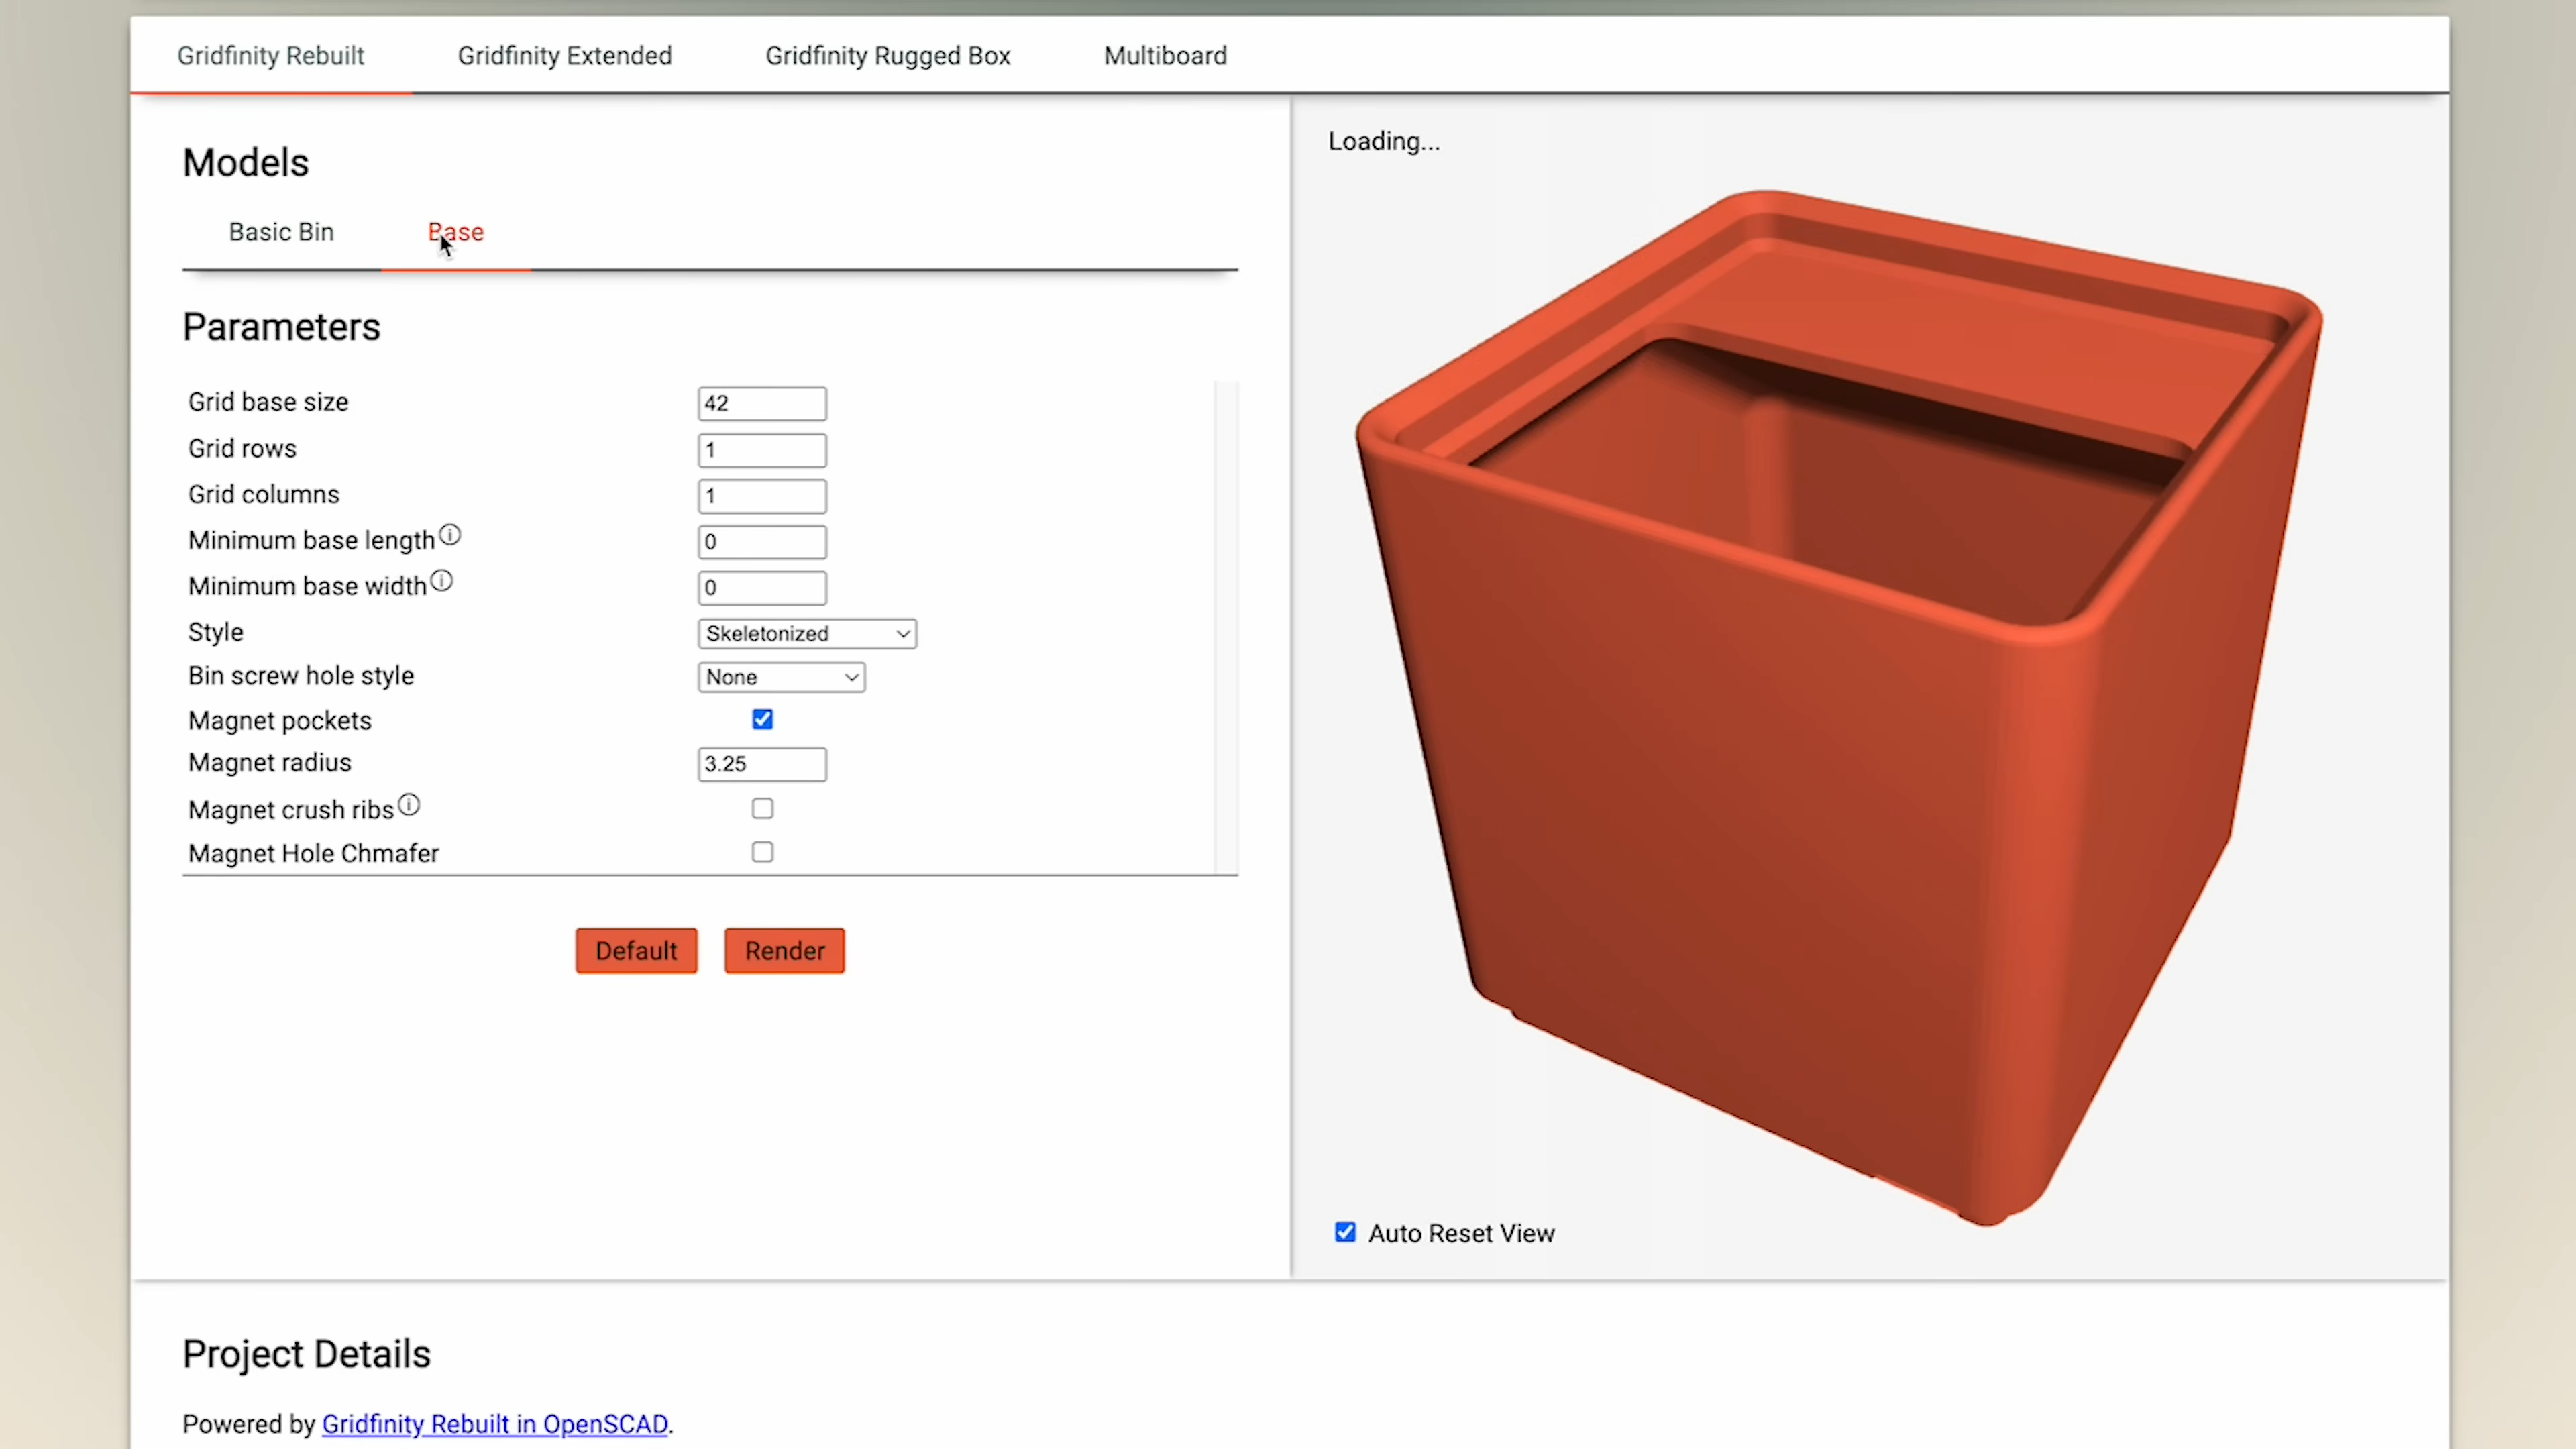 Gridfinity Rebuilt Gridfinity Extended Gridfinity Rugged Box Multiboard
Models
Basic Bin Base
Parameters
Grid base size 42
Grid rows 1
Grid columns 1
Minimum base length ⓘ 0
Minimum base width ⓘ 0
Style Skeletonized
Bin screw hole style None
Magnet pockets
Magnet radius 3.25
Magnet crush ribs ⓘ
Magnet Hole Chmafer
Default Render
Loading...
Auto Reset View
Project Details
Powered by Gridfinity Rebuilt in OpenSCAD.